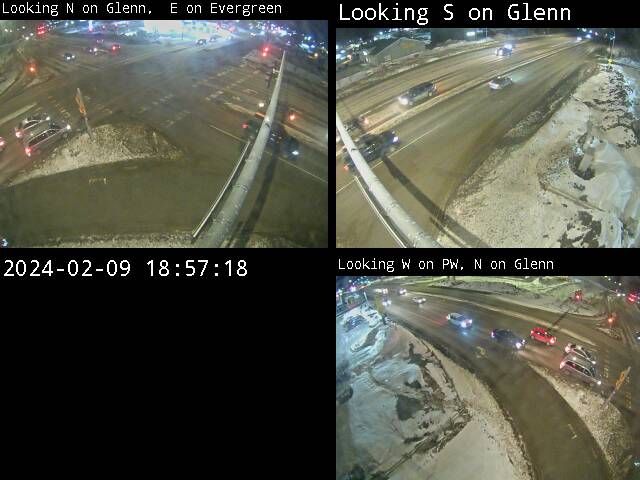 Looking N on Glenn,  E on Evergreen
Looking S on Glenn
2024-02-09 18:57:18
Looking W on PW, N on Glenn